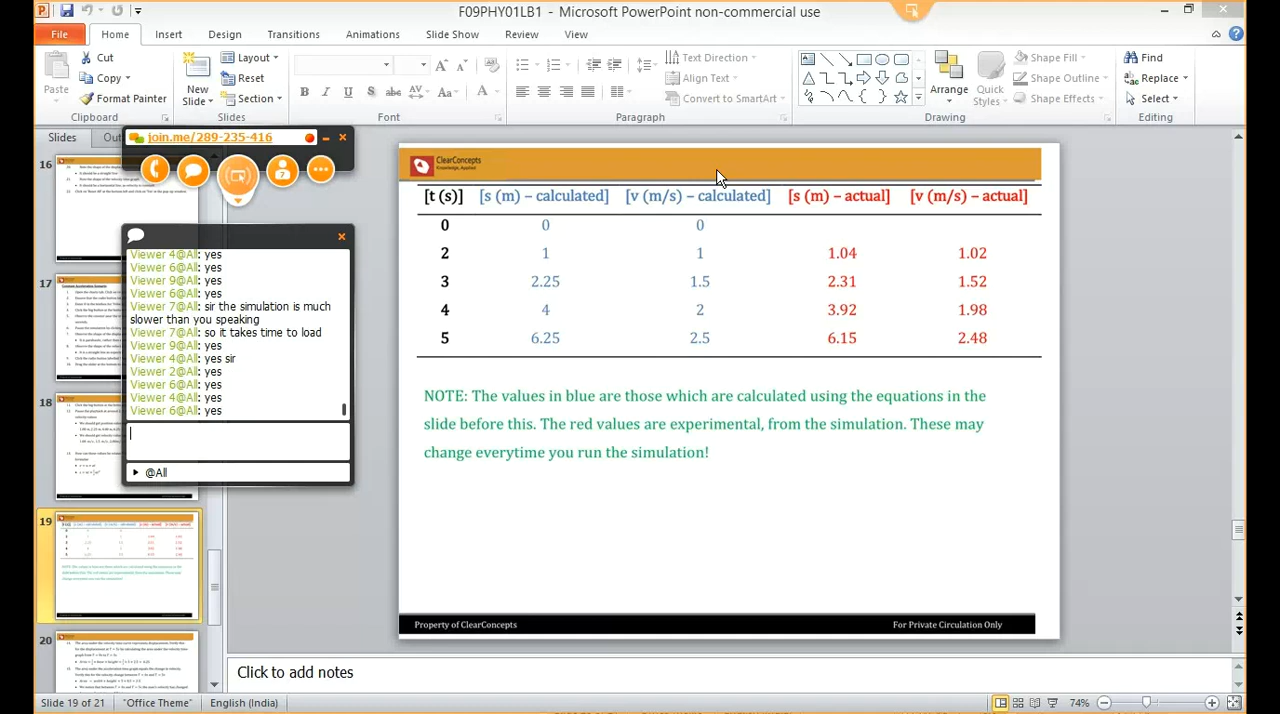 FJ9PHY01LB1 - Microsoft PowerPoint non-commercial use
File Home Insert Design Transitions Animations Slide Show Review View
Paste
Cut
Copy
Format Painter
Clipboard
New Slide
Layout
Reset
Section
Slides
Font
Text Direction
Align Text
Convert to SmartArt
Paragraph
Arrange
Quick Styles
Shape Fill
Shape Outline
Shape Effects
Drawing
Find
Replace
Select
Editing
Slides Out
join.me/289-235-416
7
Viewer 4@All: yes
Viewer 6@All: yes
Viewer 9@All: yes
Viewer 6@All: yes
Viewer 7@All: sir the simulation is much
slower than you speaking
Viewer 7@All: so it takes time to load
Viewer 9@All: yes
Viewer 4@All: yes sir
Viewer 2@All: yes
Viewer 6@All: yes
Viewer 4@All: yes
Viewer 6@All: yes
@All
16
17
18
19
20
ClearConcepts
Knowledge, Applied
[t (s)] [s (m) – calculated] [v (m/s) – calculated] [s (m) – actual] [v (m/s) – actual]
0 0 0
2 1 1 1.04 1.02
3 2.25 1.5 2.31 1.52
4 4 2 3.92 1.98
5 6.25 2.5 6.15 2.48
NOTE: The values in blue are those which are calculated using the equations in the
slide before this. The red values are experimental, from the simulation. These may
change everytime you run the simulation!
Property of ClearConcepts For Private Circulation Only
Click to add notes
Slide 19 of 21 "Office Theme" English (India) 74%